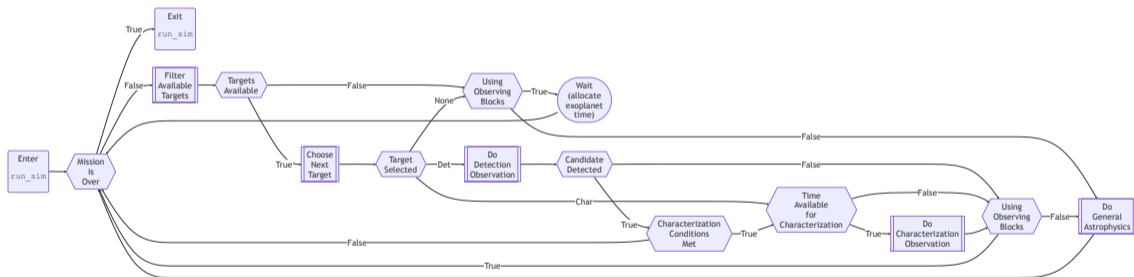 Exit
run_sim
True
False
Filter
Available
Targets
Targets
Available
False
Using
Observing
Blocks
True
Wait
(allocate
exoplanet
time)
None
False
Enter
run_sim
Mission
is
Over
True
Choose
Next
Target
Target
Selected
Det
Do
Detection
Observation
Candidate
Detected
False
Char
Time
Available
for
Characterization
False
True
Characterization
Conditions
Met
True
True
Do
Characterization
Observation
Using
Observing
Blocks
False
Do
General
Astrophysics
False
True